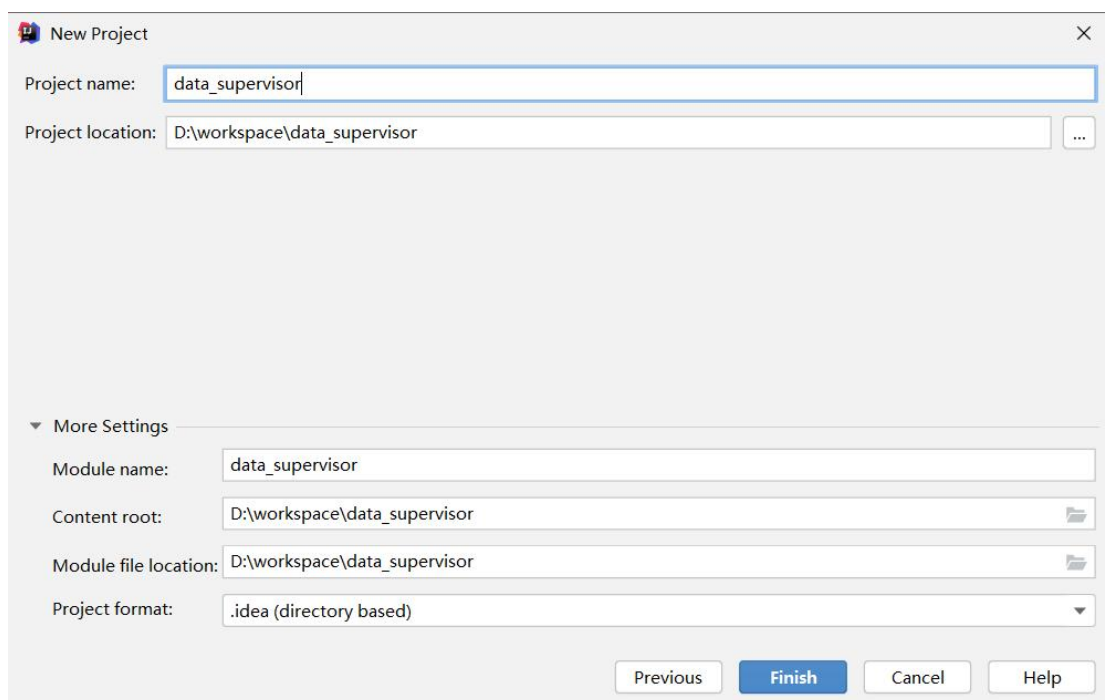 New Project
Project name: data_supervisor
Project location: D:\workspace\data_supervisor ...
More Settings
Module name: data_supervisor
Content root: D:\workspace\data_supervisor
Module file location: D:\workspace\data_supervisor
Project format: .idea (directory based)
Previous Finish Cancel Help